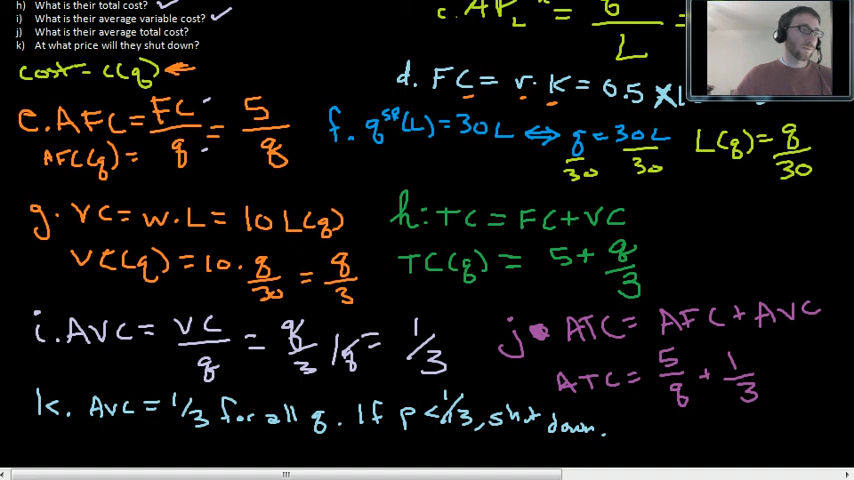 h) What is their total cost?
i) What is their average variable cost?
j) What is their average total cost?
k) At what price will they shut down?
c. AP_L = 6 / L =
cost = C(q) ←
d. FC = r · K = 0.5 ×
e. AFC = FC / q = 5 / q
AFC(q) =
f. q^SR(L) = 30L ⇔ q / 30 = 30L / 30
L(q) = q / 30
g. VC = w · L = 10 L(q)
VC(q) = 10 · q / 30 = q / 3
h: TC = FC + VC
TC(q) = 5 + q / 3
i. AVC = VC / q = q / 3 / q = 1/3
j. ATC = AFC + AVC
ATC = 5 / q + 1 / 3
k. AVC = 1/3 for all q. If p < 1/3, shut down.